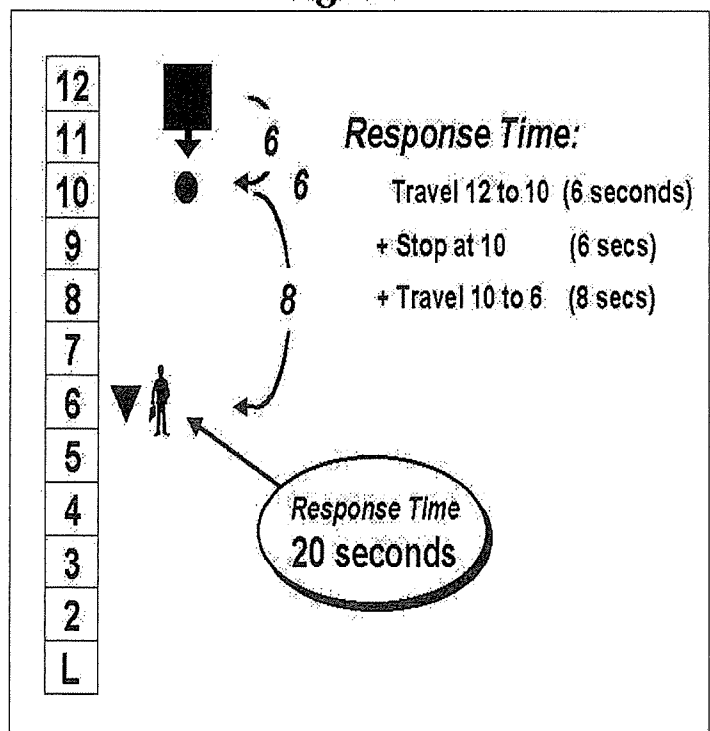 12
11
10
9
8
7
6
5
4
3
2
L
6
6
8
Response Time:
Travel 12 to 10 (6 seconds)
+ Stop at 10 (6 secs)
+ Travel 10 to 6 (8 secs)
Response Time
20 seconds